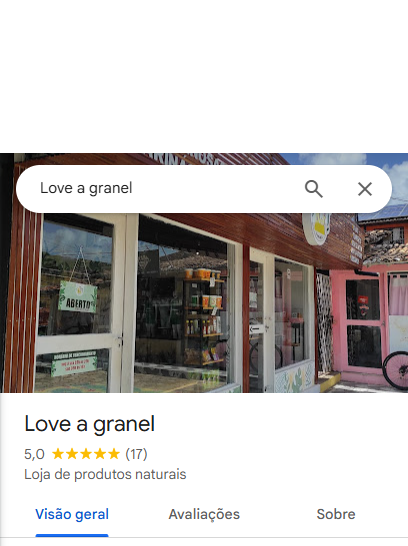 Love a granel
ABERTO
Love a granel
5,0 (17)
Loja de produtos naturais
Visão geral
Avaliações
Sobre